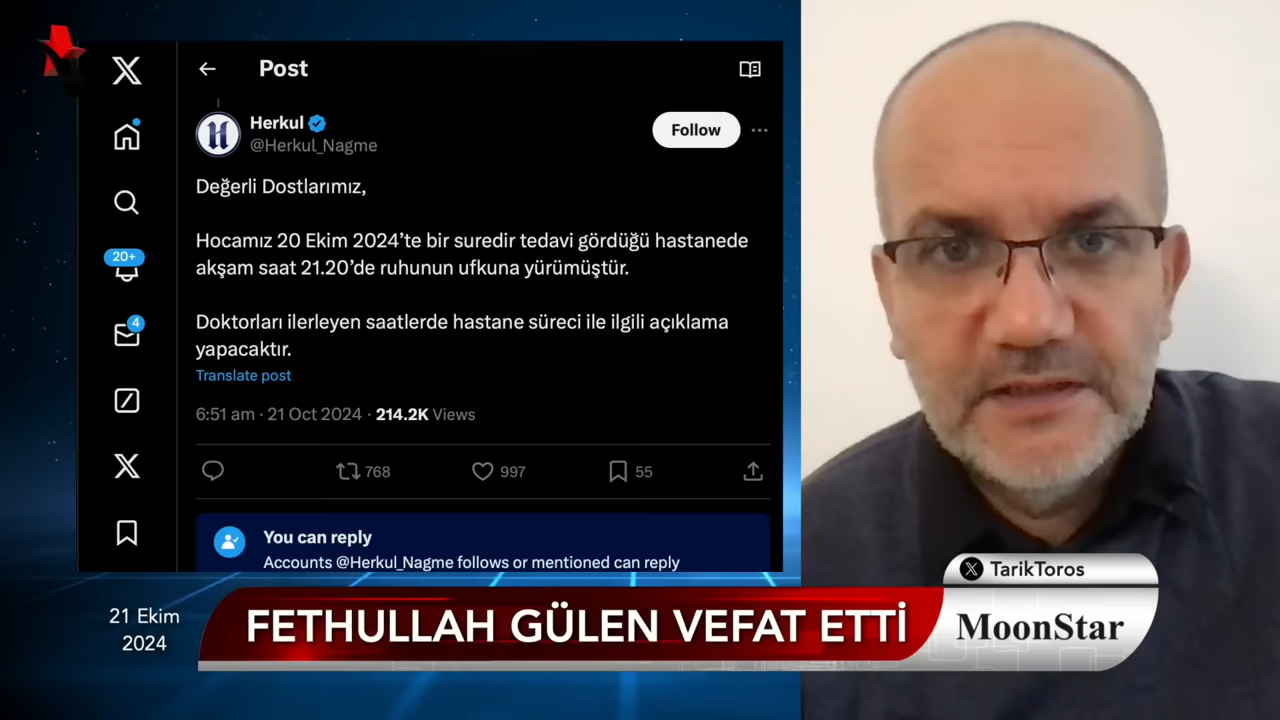 Post
Herkul
@Herkul_Nagme
Follow
Değerli Dostlarımız,
Hocamız 20 Ekim 2024’te bir suredir tedavi gördüğü hastanede
akşam saat 21.20’de ruhunun ufkuna yürümüştür.
Doktorları ilerleyen saatlerde hastane süreci ile ilgili açıklama
yapacaktır.
Translate post
6:51 am · 21 Oct 2024 · 214.2K Views
768 997 55
You can reply
Accounts @Herkul_Nagme follows or mentioned can reply
20+
4
21 Ekim
2024
FETHULLAH GÜLEN VEFAT ETTİ
TarikToros
MoonStar